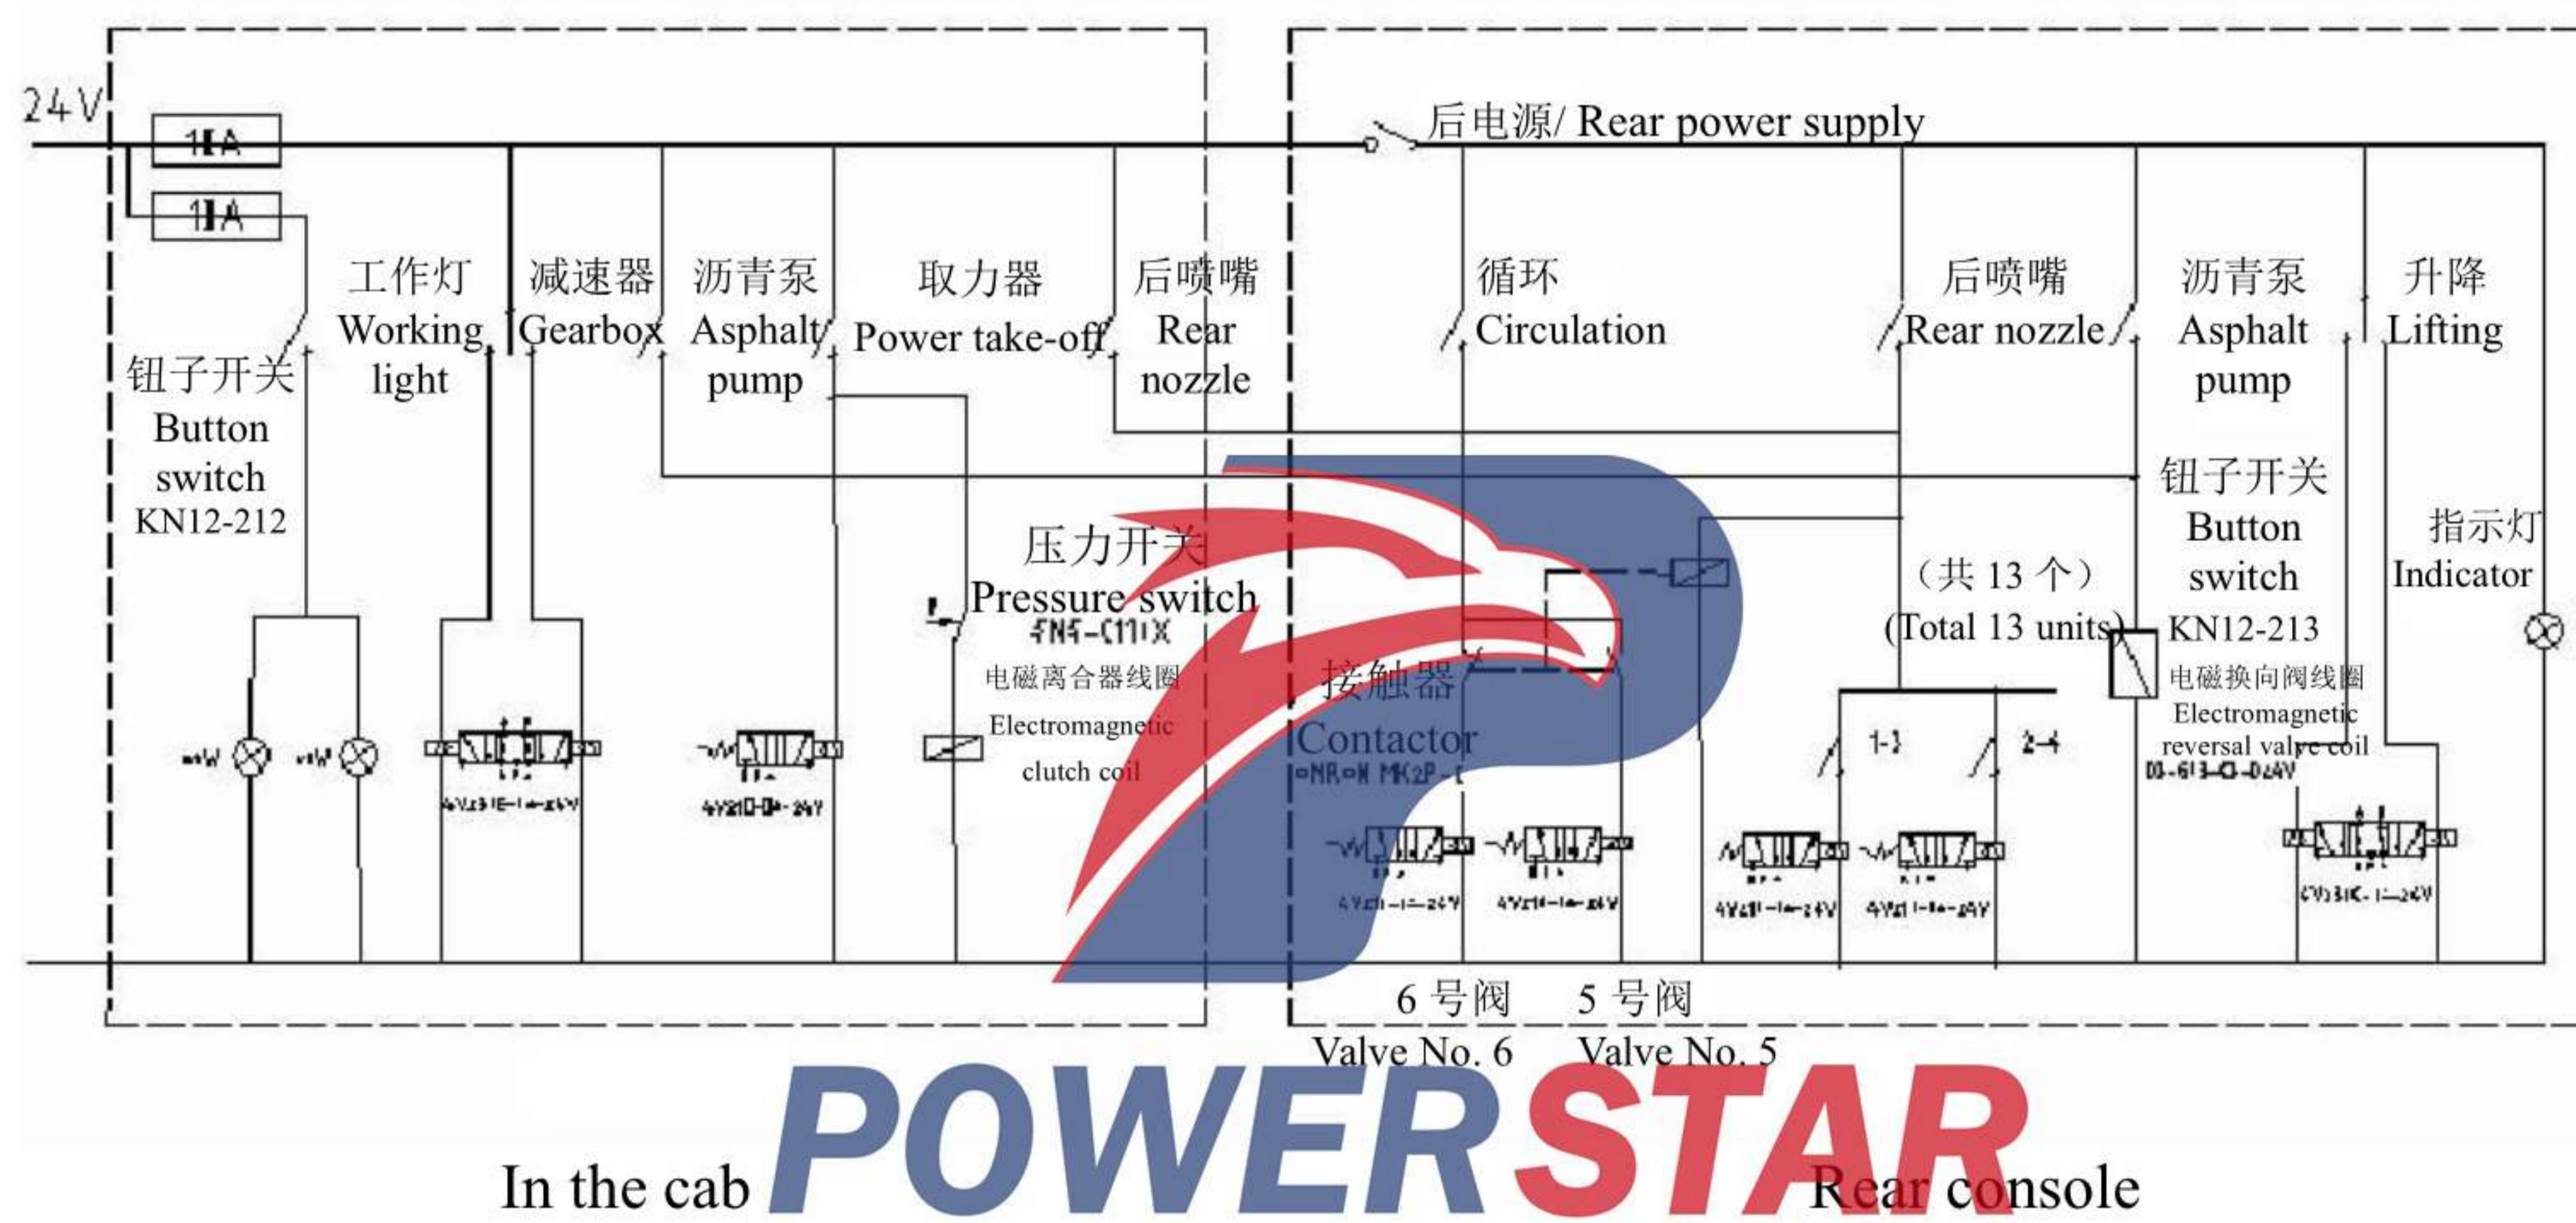 24V
后电源/ Rear power supply
工作灯
Working
light
减速器
Gearbox
沥青泵
Asphalt
pump
取力器
Power take-off
后喷嘴
Rear
nozzle
钮子开关
Button
switch
KN12-212
压力开关
Pressure switch
电磁离合器线圈
Electromagnetic
clutch coil
循环
Circulation
后喷嘴
Rear nozzle
沥青泵
Asphalt
pump
升降
Lifting
钮子开关
Button
switch
KN12-213
指示灯
Indicator
（共 13 个）
(Total 13 units)
接触器
Contactor
电磁换向阀线圈
Electromagnetic
reversal valve coil
6 号阀
Valve No. 6
5 号阀
Valve No. 5
In the cab
POWERSTAR
Rear console